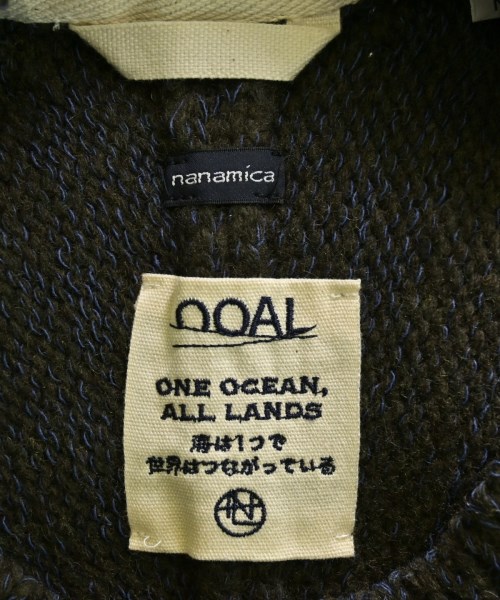 nanamica
OOAL
ONE OCEAN,
ALL LANDS
海は1つで
世界はつながっている